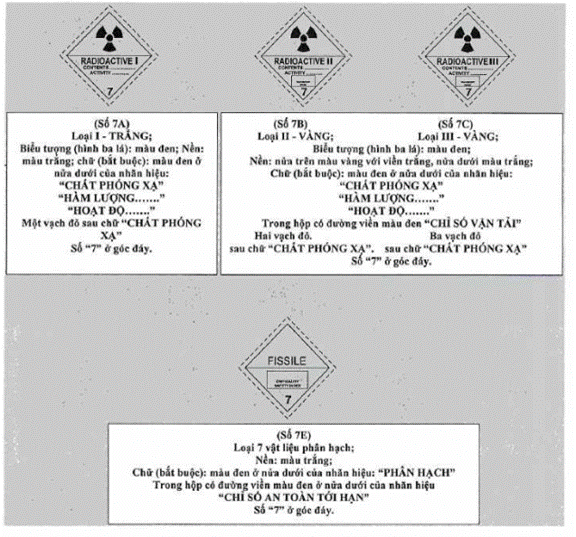 RADIOACTIVE I
CONTENTS
ACTIVITY
7
RADIOACTIVE II
CONTENTS
ACTIVITY
7
RADIOACTIVE III
CONTENTS
ACTIVITY
7
(Số 7A)
Loại I - TRẮNG;
Biểu tượng (hình ba lá): màu đen; Nền:
màu trắng; chữ (bắt buộc): màu đen ở
nửa dưới của nhãn hiệu:
“CHẤT PHÓNG XẠ”
“HÀM LƯỢNG.......”
“HOẠT ĐỘ.......”
Một vạch đỏ sau chữ “CHẤT PHÓNG
XẠ”
Số “7” ở góc đáy.
(Số 7B) (Số 7C)
Loại II - VÀNG; Loại III - VÀNG;
Biểu tượng (hình ba lá): màu đen;
Nền: nửa trên màu vàng với viền trắng, nửa dưới màu trắng;
Chữ (bắt buộc): màu đen ở nửa dưới của nhãn hiệu:
“CHẤT PHÓNG XẠ”
“HÀM LƯỢNG.......”
“HOẠT ĐỘ.......”
Trong hộp có đường viền màu đen “CHỈ SỐ VẬN TẢI”
Hai vạch đỏ. Ba vạch đỏ
sau chữ “CHẤT PHÓNG XẠ”. sau chữ “CHẤT PHÓNG XẠ”
Số “7” ở góc đáy.
FISSILE
7
(Số 7E)
Loại 7 vật liệu phân hạch;
Nền: màu trắng;
Chữ (bắt buộc): màu đen ở nửa dưới của nhãn hiệu: “PHÂN HẠCH”
Trong hộp có đường viền màu đen ở nửa dưới của nhãn hiệu
“CHỈ SỐ AN TOÀN TỚI HẠN”
Số “7” ở góc đáy.